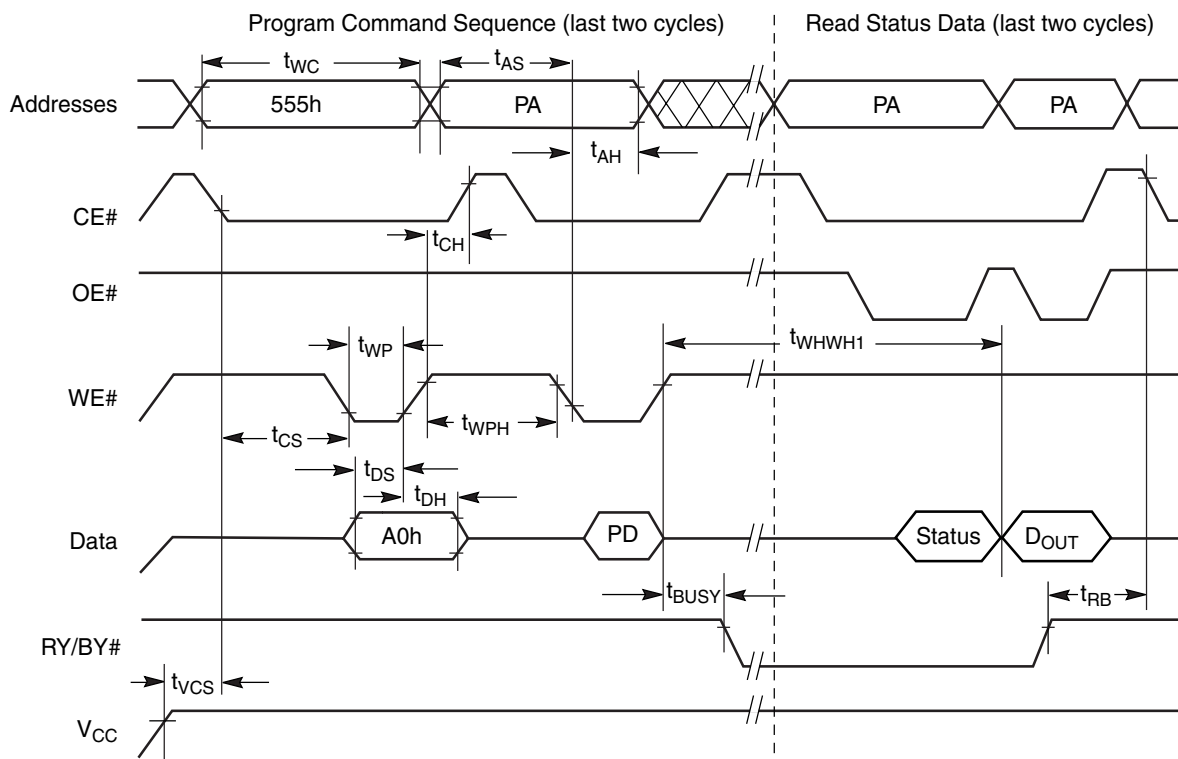 Program Command Sequence (last two cycles) Read Status Data (last two cycles)
tWC tAS
Addresses 555h PA PA PA
tAH
CE#
tCH
OE#
tWHWH1
tWP
WE#
tCS tWPH
tDS
tDH
Data A0h PD Status DOUT
tBUSY tRB
RY/BY#
tVCS
VCC